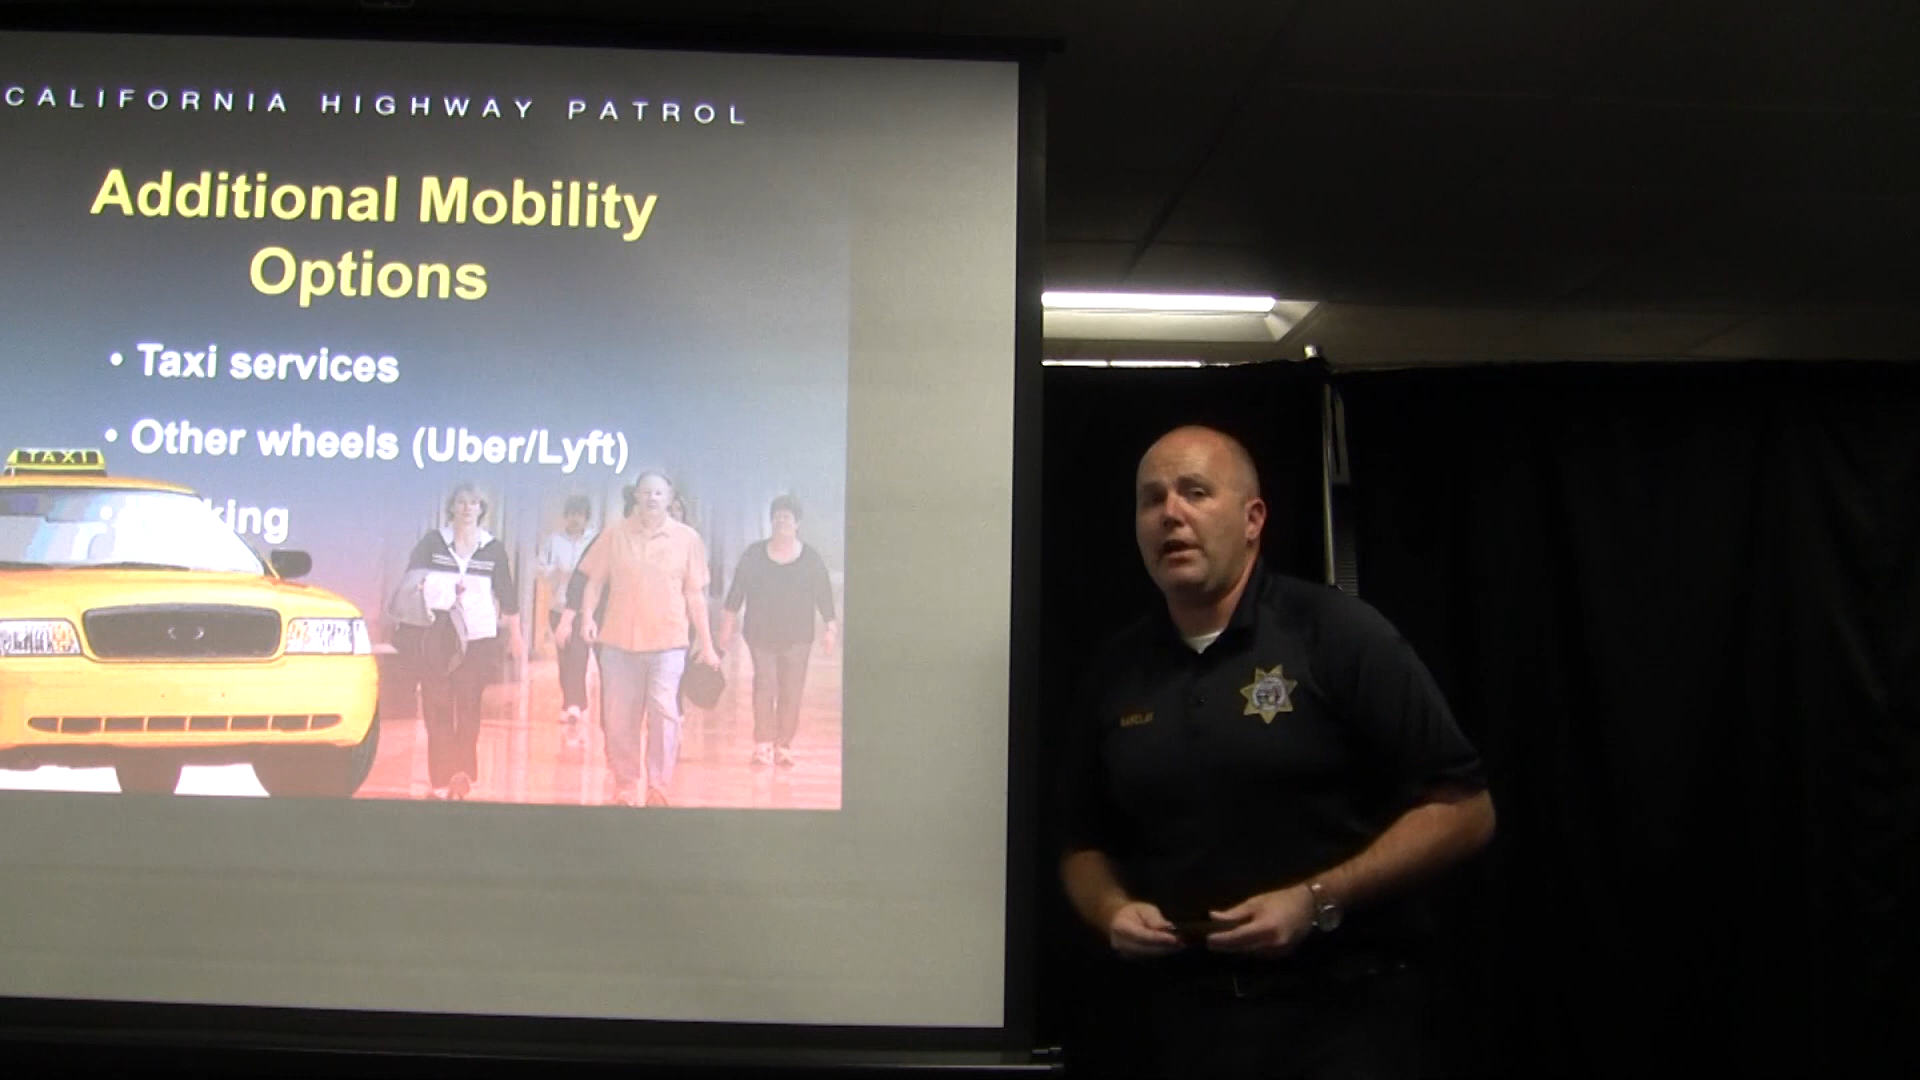 CALIFORNIA HIGHWAY PATROL
Additional Mobility
Options
• Taxi services
• Other wheels (Uber/Lyft)
TAXI